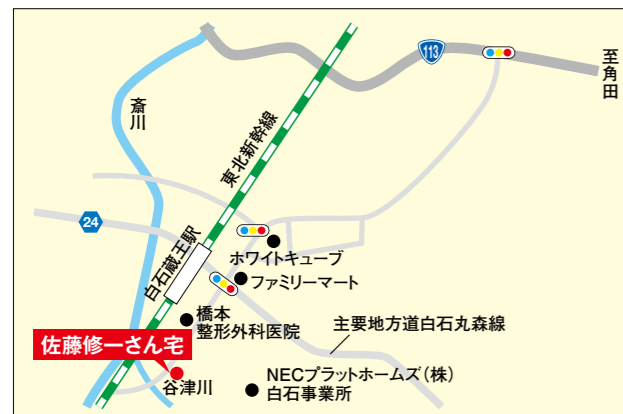 113
至角田
斎川
東北新幹線
24
白石蔵王駅
ホワイトキューブ
ファミリーマート
橋本
整形外科医院
主要地方道白石丸森線
佐藤修一さん宅
谷津川
NECプラットホームズ(株)
白石事業所